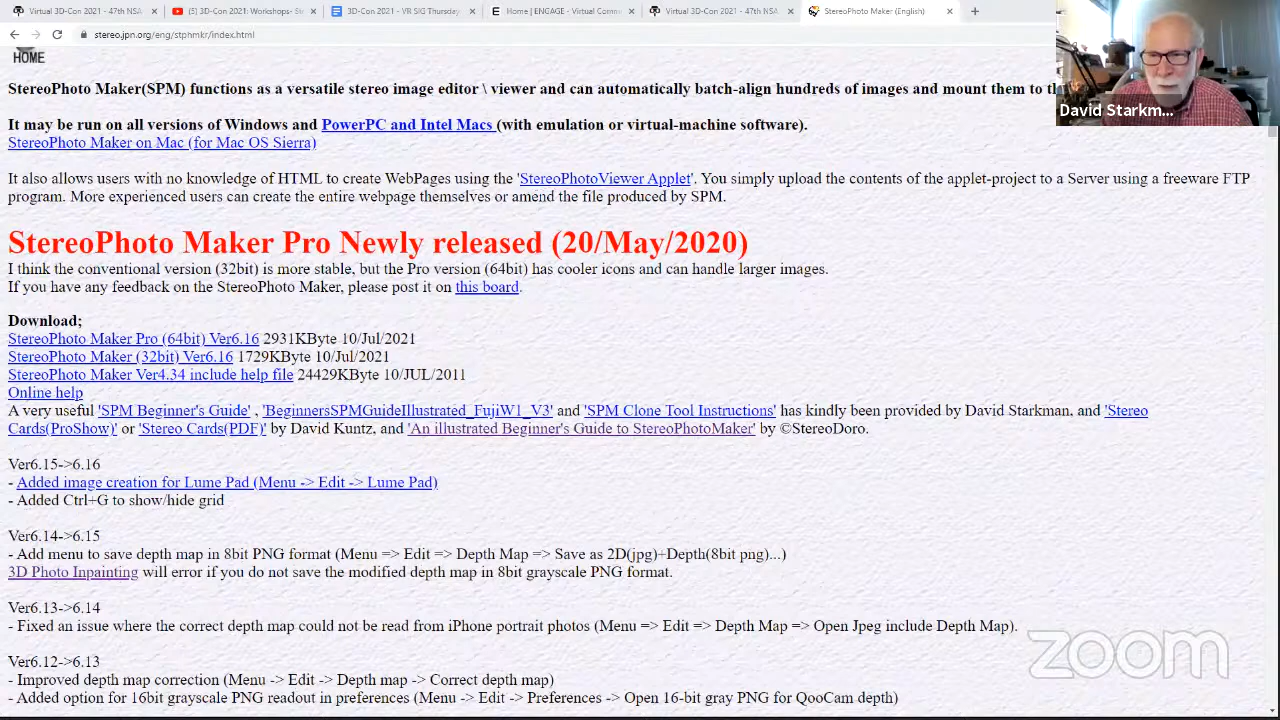 Virtual 3D-Con 2021 - 47th NSA
(5) 3D-Con 2021: Workshops- St
3D-Con 2021 - VR SIG Thursday
Home | ENGAGE - Virtual Commu
Virtual 3D-Con 2021 - 47th NSA
StereoPhoto Maker (English)
stereo.jpn.org/eng/stphmkr/index.html
HOME
StereoPhoto Maker(SPM) functions as a versatile stereo image editor \ viewer and can automatically batch-align hundreds of images and mount them to th
David Starkm...
It may be run on all versions of Windows and PowerPC and Intel Macs (with emulation or virtual-machine software).
StereoPhoto Maker on Mac (for Mac OS Sierra)
It also allows users with no knowledge of HTML to create WebPages using the 'StereoPhotoViewer Applet'. You simply upload the contents of the applet-project to a Server using a freeware FTP
program. More experienced users can create the entire webpage themselves or amend the file produced by SPM.
StereoPhoto Maker Pro Newly released (20/May/2020)
I think the conventional version (32bit) is more stable, but the Pro version (64bit) has cooler icons and can handle larger images.
If you have any feedback on the StereoPhoto Maker, please post it on this board.
Download;
StereoPhoto Maker Pro (64bit) Ver6.16 2931KByte 10/Jul/2021
StereoPhoto Maker (32bit) Ver6.16 1729KByte 10/Jul/2021
StereoPhoto Maker Ver4.34 include help file 24429KByte 10/JUL/2011
Online help
A very useful 'SPM Beginner's Guide' , 'BeginnersSPMGuideIllustrated_FujiW1_V3' and 'SPM Clone Tool Instructions' has kindly been provided by David Starkman, and 'Stereo
Cards(ProShow)' or 'Stereo Cards(PDF)' by David Kuntz, and 'An illustrated Beginner's Guide to StereoPhotoMaker' by ©StereoDoro.
Ver6.15->6.16
- Added image creation for Lume Pad (Menu -> Edit -> Lume Pad)
- Added Ctrl+G to show/hide grid
Ver6.14->6.15
- Add menu to save depth map in 8bit PNG format (Menu => Edit => Depth Map => Save as 2D(jpg)+Depth(8bit png)...)
3D Photo Inpainting will error if you do not save the modified depth map in 8bit grayscale PNG format.
Ver6.13->6.14
- Fixed an issue where the correct depth map could not be read from iPhone portrait photos (Menu => Edit => Depth Map => Open Jpeg include Depth Map).
Ver6.12->6.13
- Improved depth map correction (Menu -> Edit -> Depth map -> Correct depth map)
- Added option for 16bit grayscale PNG readout in preferences (Menu -> Edit -> Preferences -> Open 16-bit gray PNG for QooCam depth)
zoom